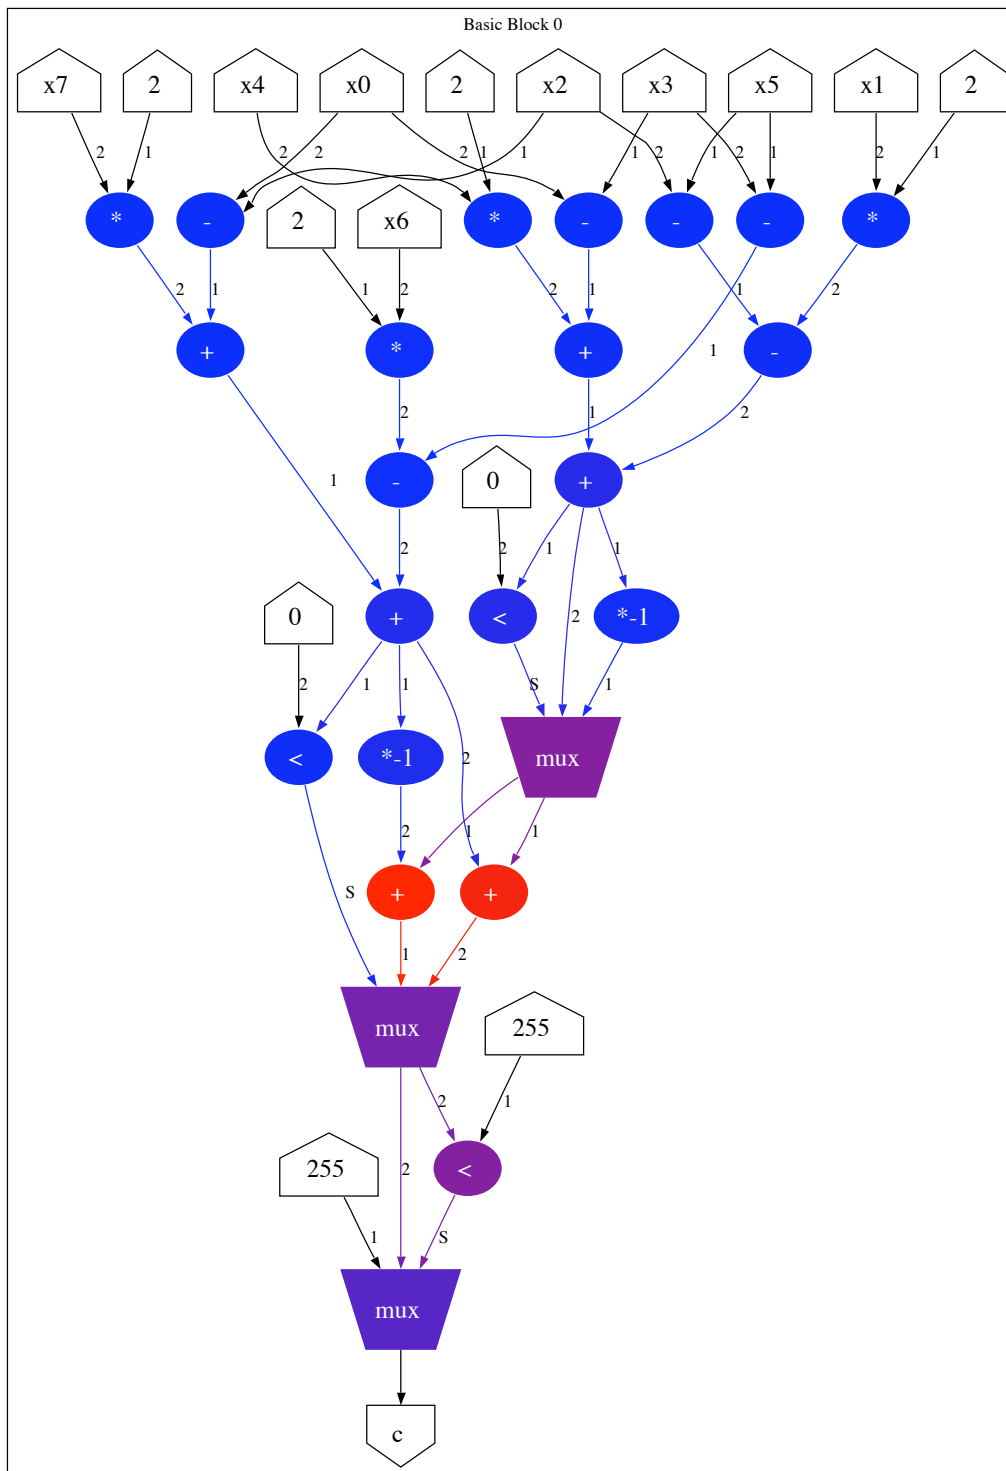 Basic Block 0
x7 2 x4 x0 2 x2 x3 x5 x1 2
2 1 2 2 2 1 1 1 2 1 2 1 2 1
* - 2 x6 * - - - *
2 1 1 2 2 1 1 2
+ * + -
2 1 1 2
1 - 0 +
2 2 1 1
0 + < 2 *-1
2 1 1 S 1
< *-1 2 mux
2 1 1
S + +
1 2
mux 255
2 1
255 2 <
1 S
mux
c